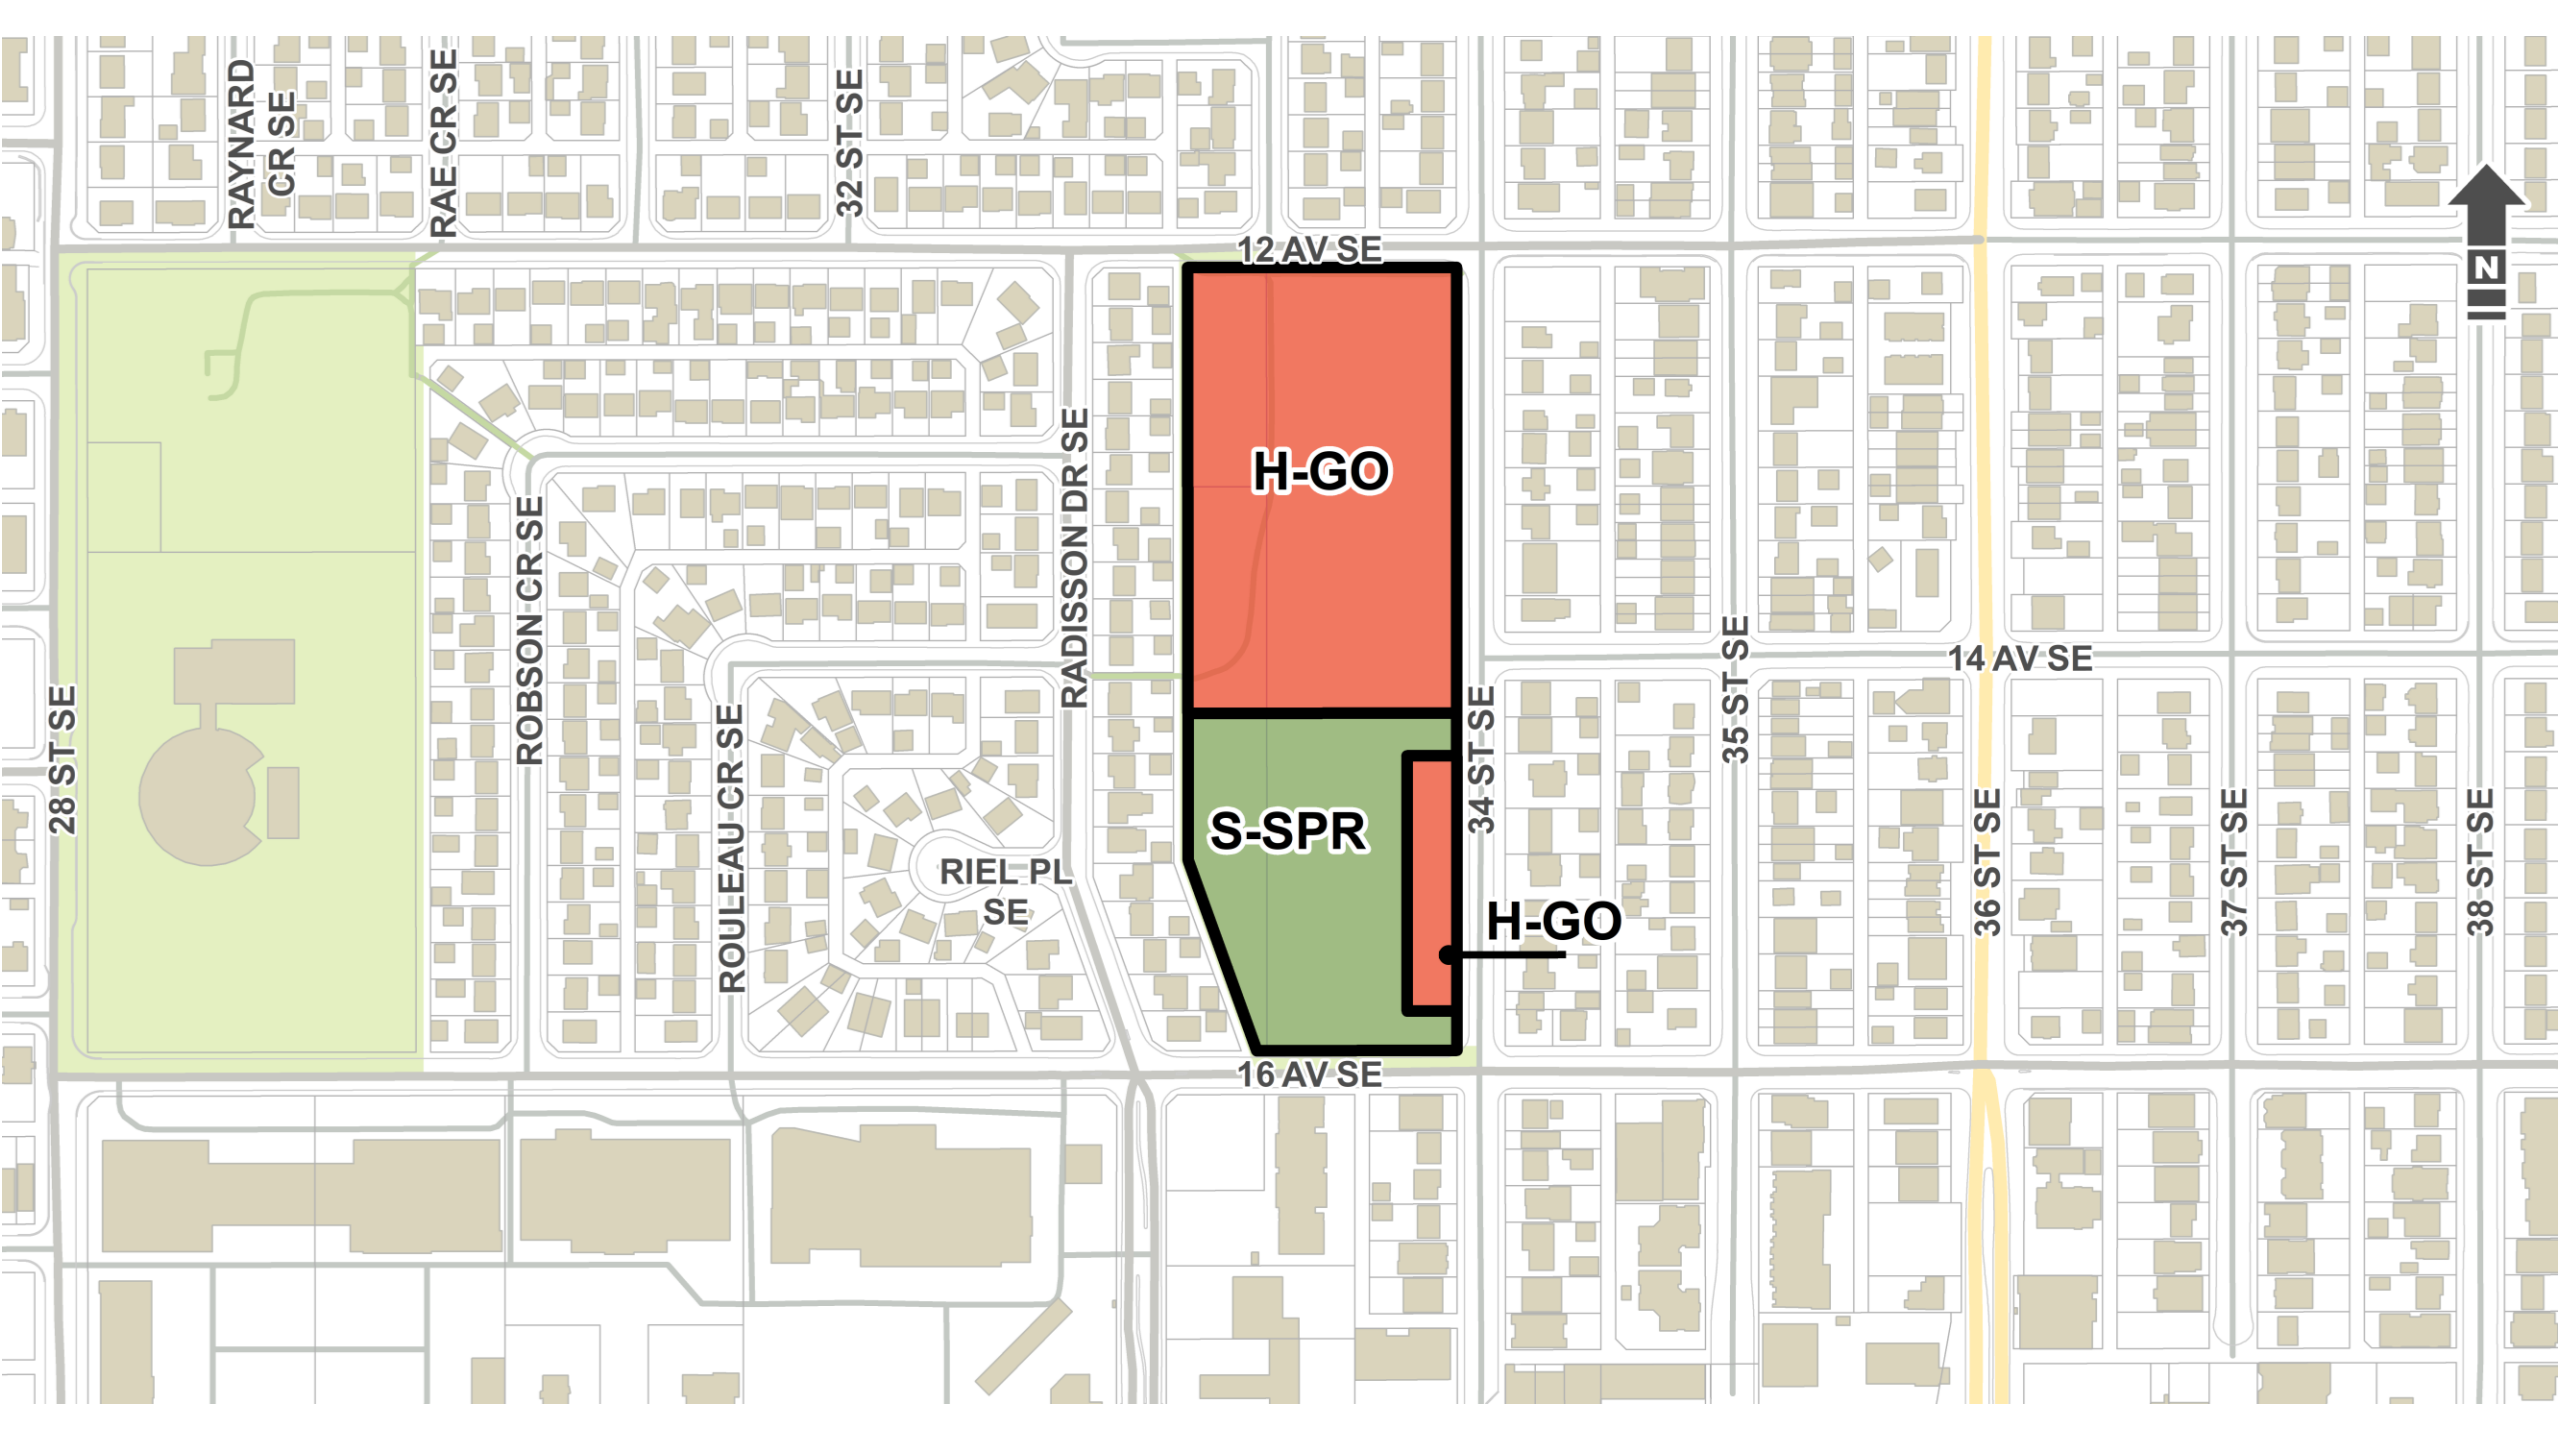 RAYNARD
CR SE
RAE CR SE
32 ST SE
12 AV SE
N
H-GO
RADISSON DR SE
ROBSON CR SE
28 ST SE
ROULEAU CR SE
34 ST SE
35 ST SE
14 AV SE
S-SPR
RIEL PL
SE
H-GO
36 ST SE
37 ST SE
38 ST SE
16 AV SE